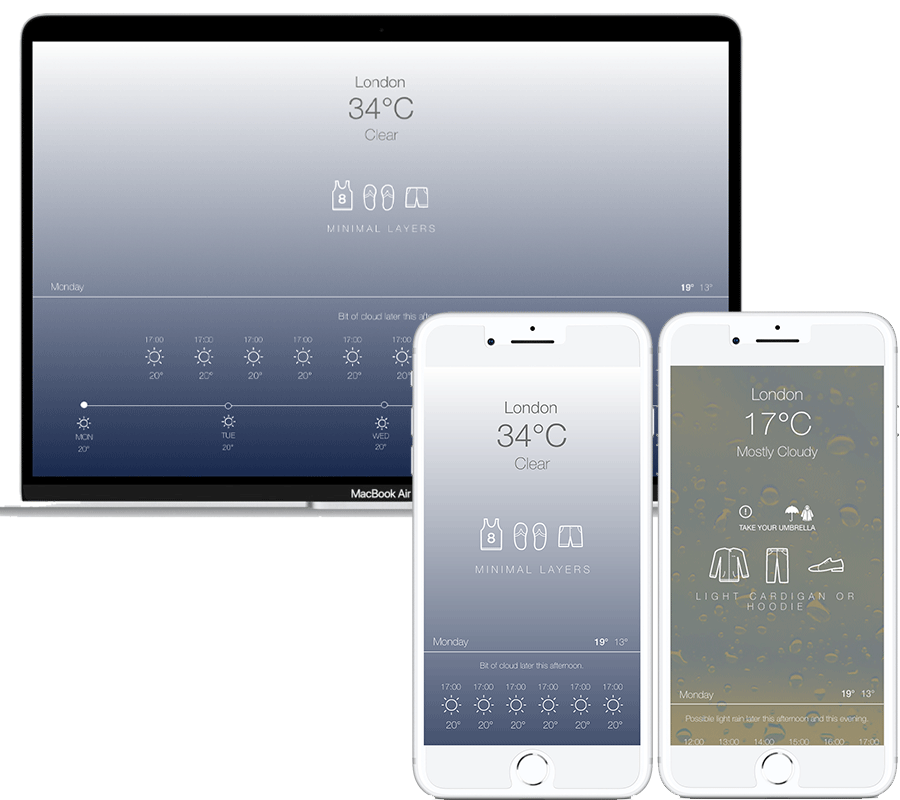 London
34°C
Clear
8
MINIMAL LAYERS
Monday
19° 13°
Bit of cloud later this
17:00 17:00 17:00 17:00 17:00 17:00
20° 20° 20° 20° 20° 20°
MON TUE WED
20° 20° 20°
MacBook Air
London
34°C
Clear
8
MINIMAL LAYERS
Monday
19° 13°
Bit of cloud later this afternoon.
17:00 17:00 17:00 17:00 17:00 17:00
20° 20° 20° 20° 20° 20°
London
17°C
Mostly Cloudy
TAKE YOUR UMBRELLA
LIGHT CARDIGAN OR
HOODIE
Monday
19° 13°
Possible light rain later this afternoon and this evening.
12:00 13:00 14:00 15:00 16:00 17:00